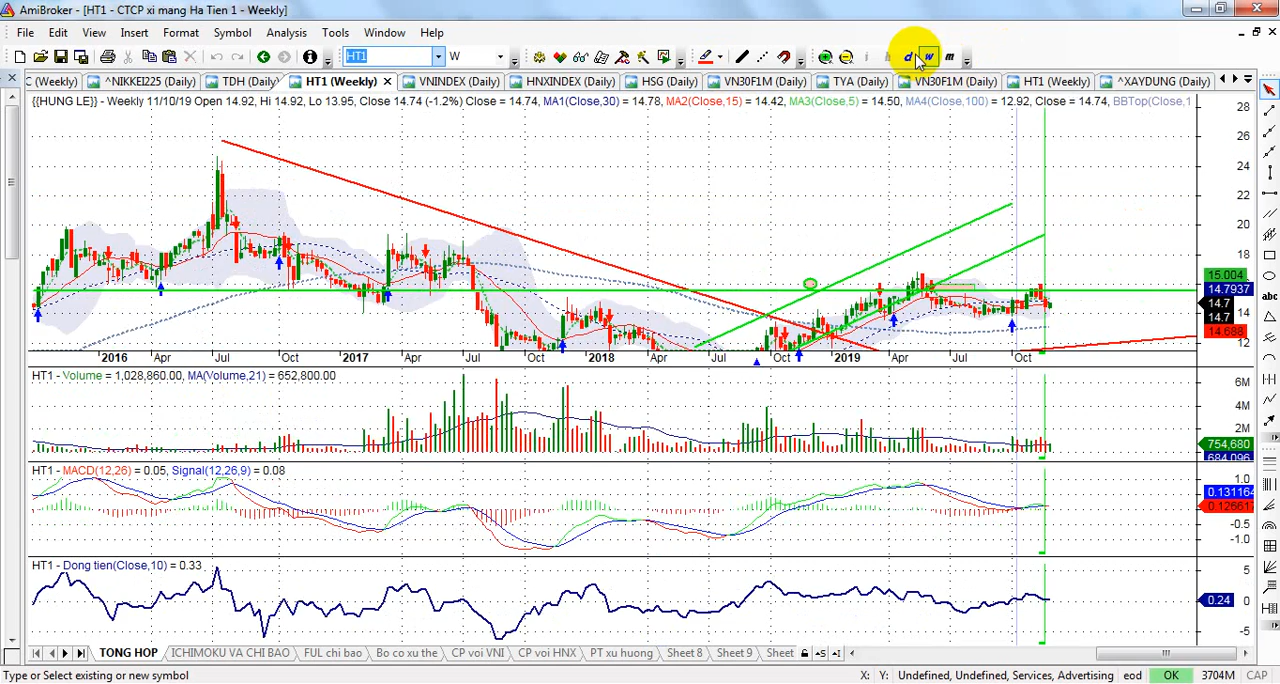 AmiBroker - [HT1 - CTCP xi mang Ha Tien 1 - Weekly]
File Edit View Insert Format Symbol Analysis Tools Window Help
HT1 W d w m
C (Weekly) ^NIKKEI225 (Daily) TDH (Daily) HT1 (Weekly) VNINDEX (Daily) HNXINDEX (Daily) HSG (Daily) VN30F1M (Daily) TYA (Daily) VN30F1M (Daily) HT1 (Weekly) ^XAYDUNG (Daily)
{{HUNG LE}} - Weekly 11/10/19 Open 14.92, Hi 14.92, Lo 13.95, Close 14.74 (-1.2%) Close = 14.74, MA1(Close,30) = 14.78, MA2(Close,15) = 14.42, MA3(Close,5) = 14.50, MA4(Close,100) = 12.92, Close = 14.74, BBTop(Close,1
28
26
24
22
20
18
16
15.004
14.7937
14.7
14
14.7
14.688
12
2016 Apr Jul Oct 2017 Apr Jul Oct 2018 Apr Jul Oct 2019 Apr Jul Oct
HT1 - Volume = 1,028,860.00, MA(Volume,21) = 652,800.00
6M
4M
2M
754,680
684,096
HT1 - MACD(12,26) = 0.05, Signal(12,26,9) = 0.08
1.0
0.131164
0.126617
-0.5
-1.0
HT1 - Dong tien(Close,10) = 0.33
5
0
0.24
-5
TONG HOP ICHIMOKU VA CHI BAO FUL chi bao Bo co xu the CP voi VNI CP voi HNX PT xu huong Sheet 8 Sheet 9 Sheet
Type or Select existing or new symbol X: Y: Undefined, Undefined, Services, Advertising eod OK 3704M CAP